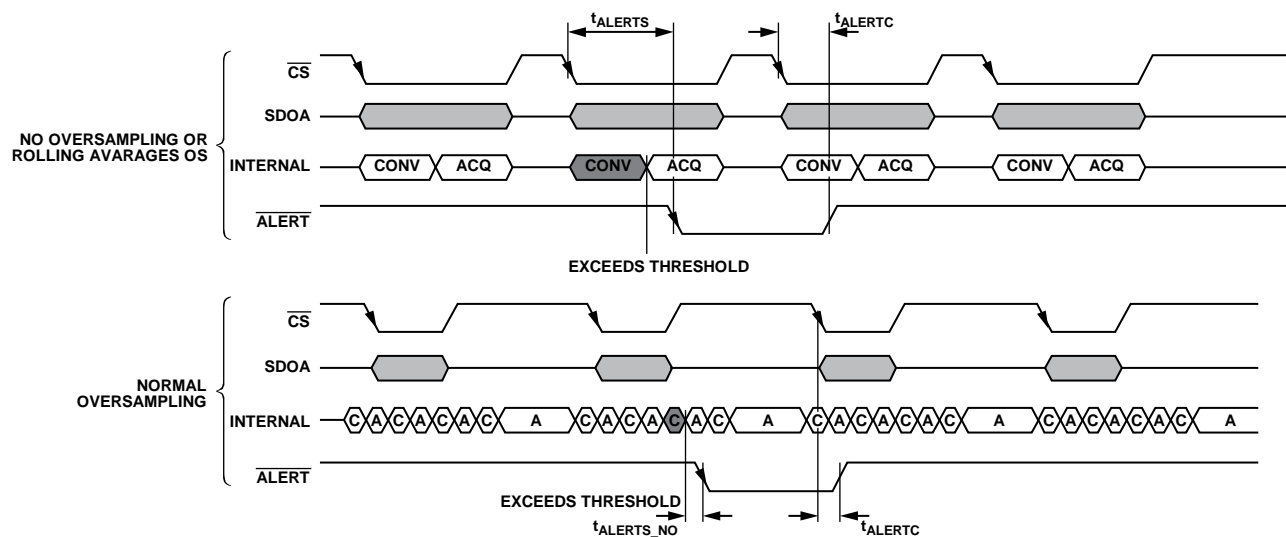 tALERTS
tALERTC
NO OVERSAMPLING OR
ROLLING AVARAGES OS
CS
SDOA
INTERNAL CONV ACQ CONV ACQ CONV ACQ CONV ACQ
ALERT
EXCEEDS THRESHOLD
NORMAL
OVERSAMPLING
CS
SDOA
INTERNAL C A C A C A C A C A C A C A C A C A C A C A C A C A C A C A C A
ALERT
EXCEEDS THRESHOLD
tALERTS_NO
tALERTC